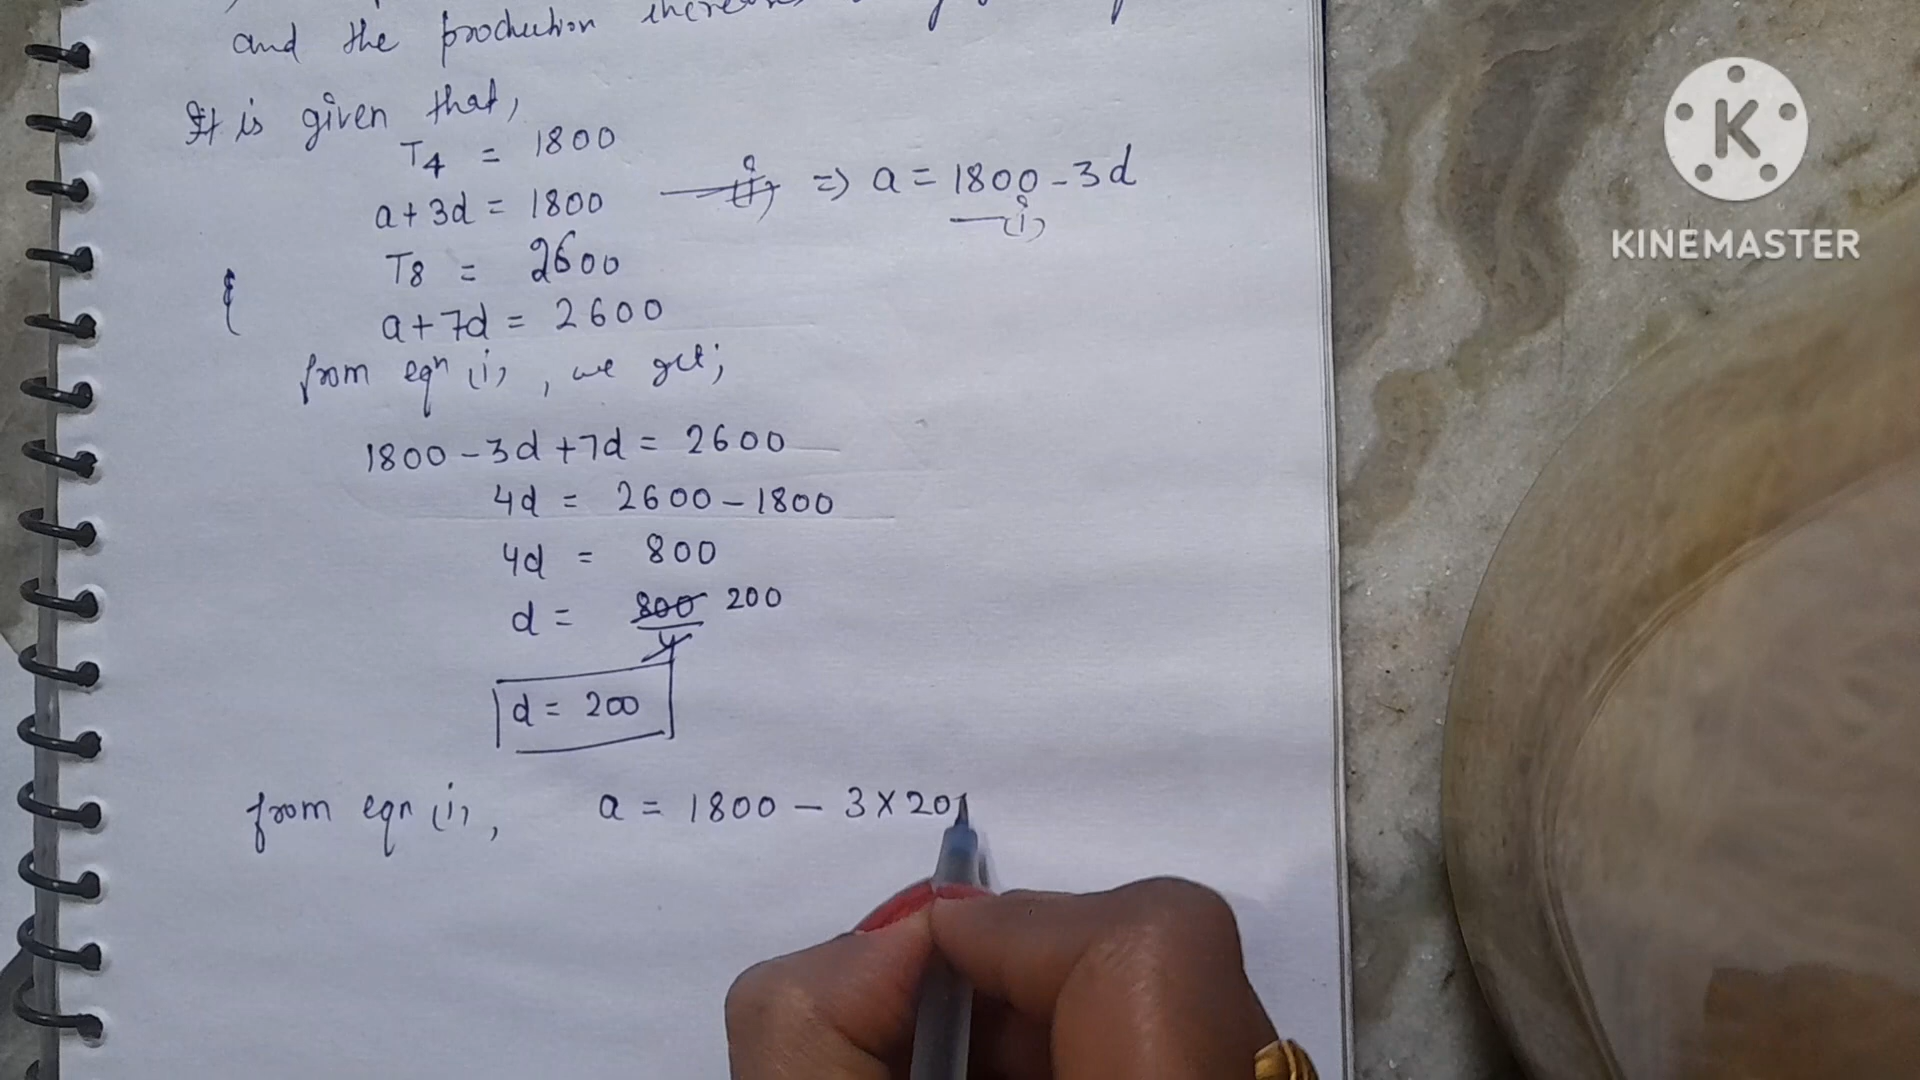 and the production
It is given that,
T4 = 1800
a + 3d = 1800 => a = 1800 - 3d
(i)
T8 = 2600
a + 7d = 2600
from eqn (i), we get;
1800 - 3d + 7d = 2600
4d = 2600 - 1800
4d = 800
d = 800/4 200
d = 200
from eqn (i), a = 1800 - 3 × 20
K
KINEMASTER